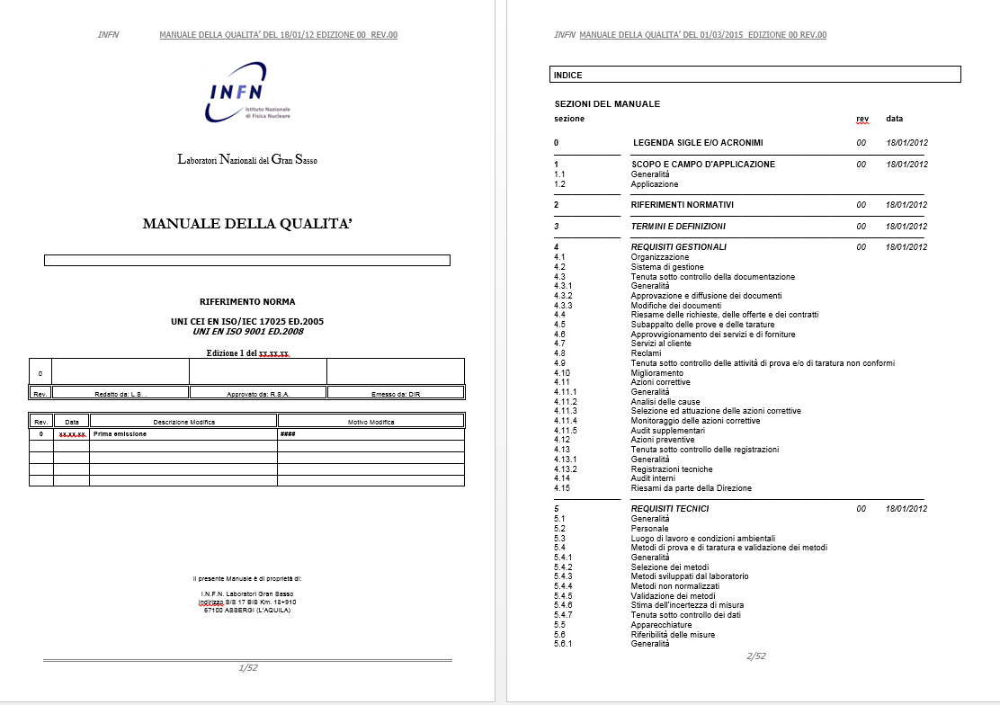 INFN MANUALE DELLA QUALITA' DEL 18/01/12 EDIZIONE 00 REV.00
INFN
Istituto Nazionale
di Fisica Nucleare
Laboratori Nazionali del Gran Sasso
MANUALE DELLA QUALITA'
RIFERIMENTO NORMA
UNI CEI EN ISO/IEC 17025 ED.2005
UNI EN ISO 9001 ED.2008
Edizione 1 del xx.xx.xx.
0
Rev. Redatto da: L.S. . Approvato da: R.S.A. Emesso da: DIR
Rev. Data Descrizione Modifica Motivo Modifica
0 xx.xx.xx. Prima emissione ####
Il presente Manuale è di proprietà di:
I.N.F.N. Laboratori Gran Sasso
Indirizzo S/S 17 BIS Km. 18+910
67100 ASSERGI (L'AQUILA)
1/52
INFN MANUALE DELLA QUALITA' DEL 01/03/2015 EDIZIONE 00 REV.00
INDICE
SEZIONI DEL MANUALE
sezione rev data
0 LEGENDA SIGLE E/O ACRONIMI 00 18/01/2012
1 SCOPO E CAMPO D'APPLICAZIONE 00 18/01/2012
1.1 Generalità
1.2 Applicazione
2 RIFERIMENTI NORMATIVI 00 18/01/2012
3 TERMINI E DEFINIZIONI 00 18/01/2012
4 REQUISITI GESTIONALI 00 18/01/2012
4.1 Organizzazione
4.2 Sistema di gestione
4.3 Tenuta sotto controllo della documentazione
4.3.1 Generalità
4.3.2 Approvazione e diffusione dei documenti
4.3.3 Modifiche dei documenti
4.4 Riesame delle richieste, delle offerte e dei contratti
4.5 Subappalto delle prove e delle tarature
4.6 Approvvigionamento dei servizi e di forniture
4.7 Servizi al cliente
4.8 Reclami
4.9 Tenuta sotto controllo delle attività di prova e/o di taratura non conformi
4.10 Miglioramento
4.11 Azioni correttive
4.11.1 Generalità
4.11.2 Analisi delle cause
4.11.3 Selezione ed attuazione delle azioni correttive
4.11.4 Monitoraggio delle azioni correttive
4.11.5 Audit supplementari
4.12 Azioni preventive
4.13 Tenuta sotto controllo delle registrazioni
4.13.1 Generalità
4.13.2 Registrazioni tecniche
4.14 Audit interni
4.15 Riesami da parte della Direzione
5 REQUISITI TECNICI 00 18/01/2012
5.1 Generalità
5.2 Personale
5.3 Luogo di lavoro e condizioni ambientali
5.4 Metodi di prova e di taratura e validazione dei metodi
5.4.1 Generalità
5.4.2 Selezione dei metodi
5.4.3 Metodi sviluppati dal laboratorio
5.4.4 Metodi non normalizzati
5.4.5 Validazione dei metodi
5.4.6 Stima dell'incertezza di misura
5.4.7 Tenuta sotto controllo dei dati
5.5 Apparecchiature
5.6 Riferibilità delle misure
5.6.1 Generalità
2/52